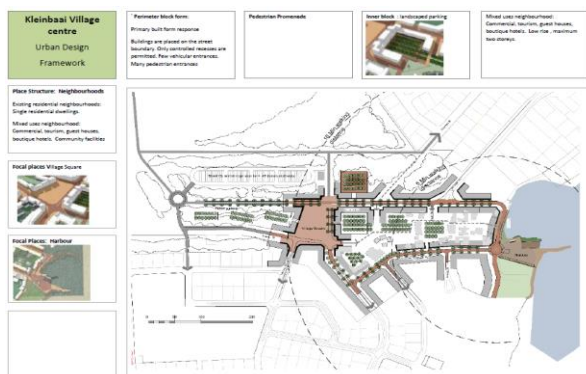 Kleinbaai Village
centre
Urban Design
Framework
Perimeter block form:
Primary built form response
Buildings are placed on the street
boundary. Only controlled recesses are
permitted. Few vehicular entrances.
Many pedestrian entrances
Pedestrian Promenade
Inner block : landscaped parking
Mixed uses neighbourhood:
Commercial, tourism, guest houses,
boutique hotels. Low rise , maximum
two storeys.
Place Structure: Neighbourhoods
Existing residential neighbourhoods:
Single residential dwellings.
Mixed uses neighbourhood:
Commercial, tourism, guest houses,
boutique hotels. Community facilities
Focal places Village Square
Focal Places: Harbour
Village Square